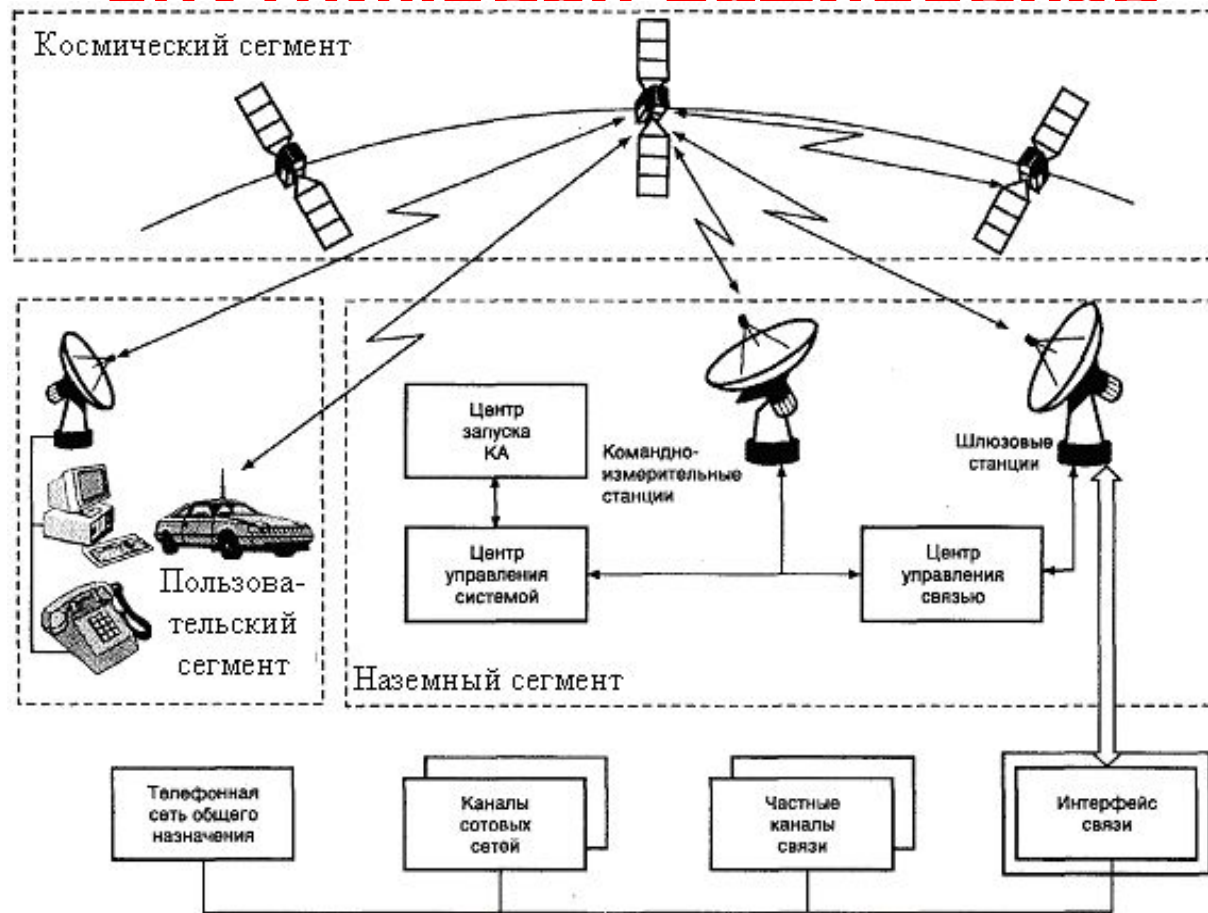 Космический сегмент
Центр
запуска
КА
Командно-
измерительные
станции
Шлюзовые
станции
Центр
управления
системой
Центр
управления
связью
Пользова-
тельский
сегмент
Наземный сегмент
Телефонная
сеть общего
назначения
Каналы
сотовых
сетей
Частные
каналы
связи
Интерфейс
связи